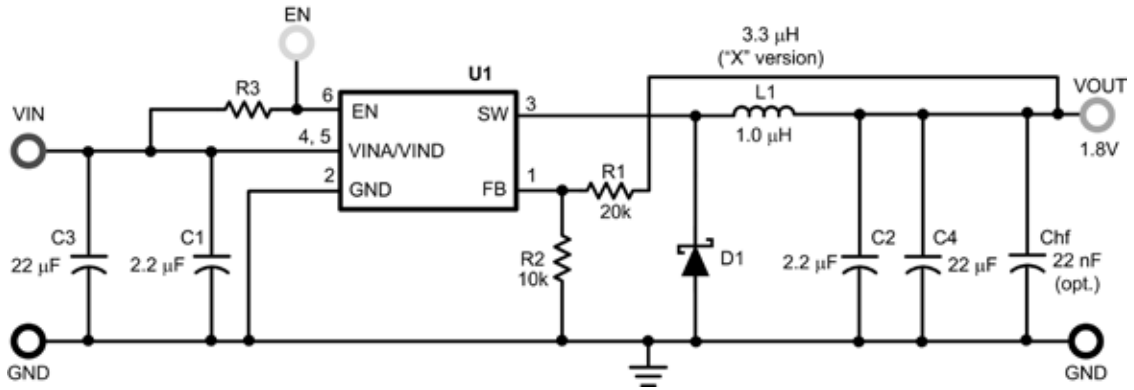 EN
3.3 μH
("X" version)
U1
VIN
R3
6
EN
SW
3
L1
VOUT
4, 5
VINA/VIND
1.0 μH
1.8V
2
GND
FB
1
R1
20k
C3
22 μF
C1
2.2 μF
R2
10k
D1
C2
2.2 μF
C4
22 μF
Chf
22 nF
(opt.)
GND
GND